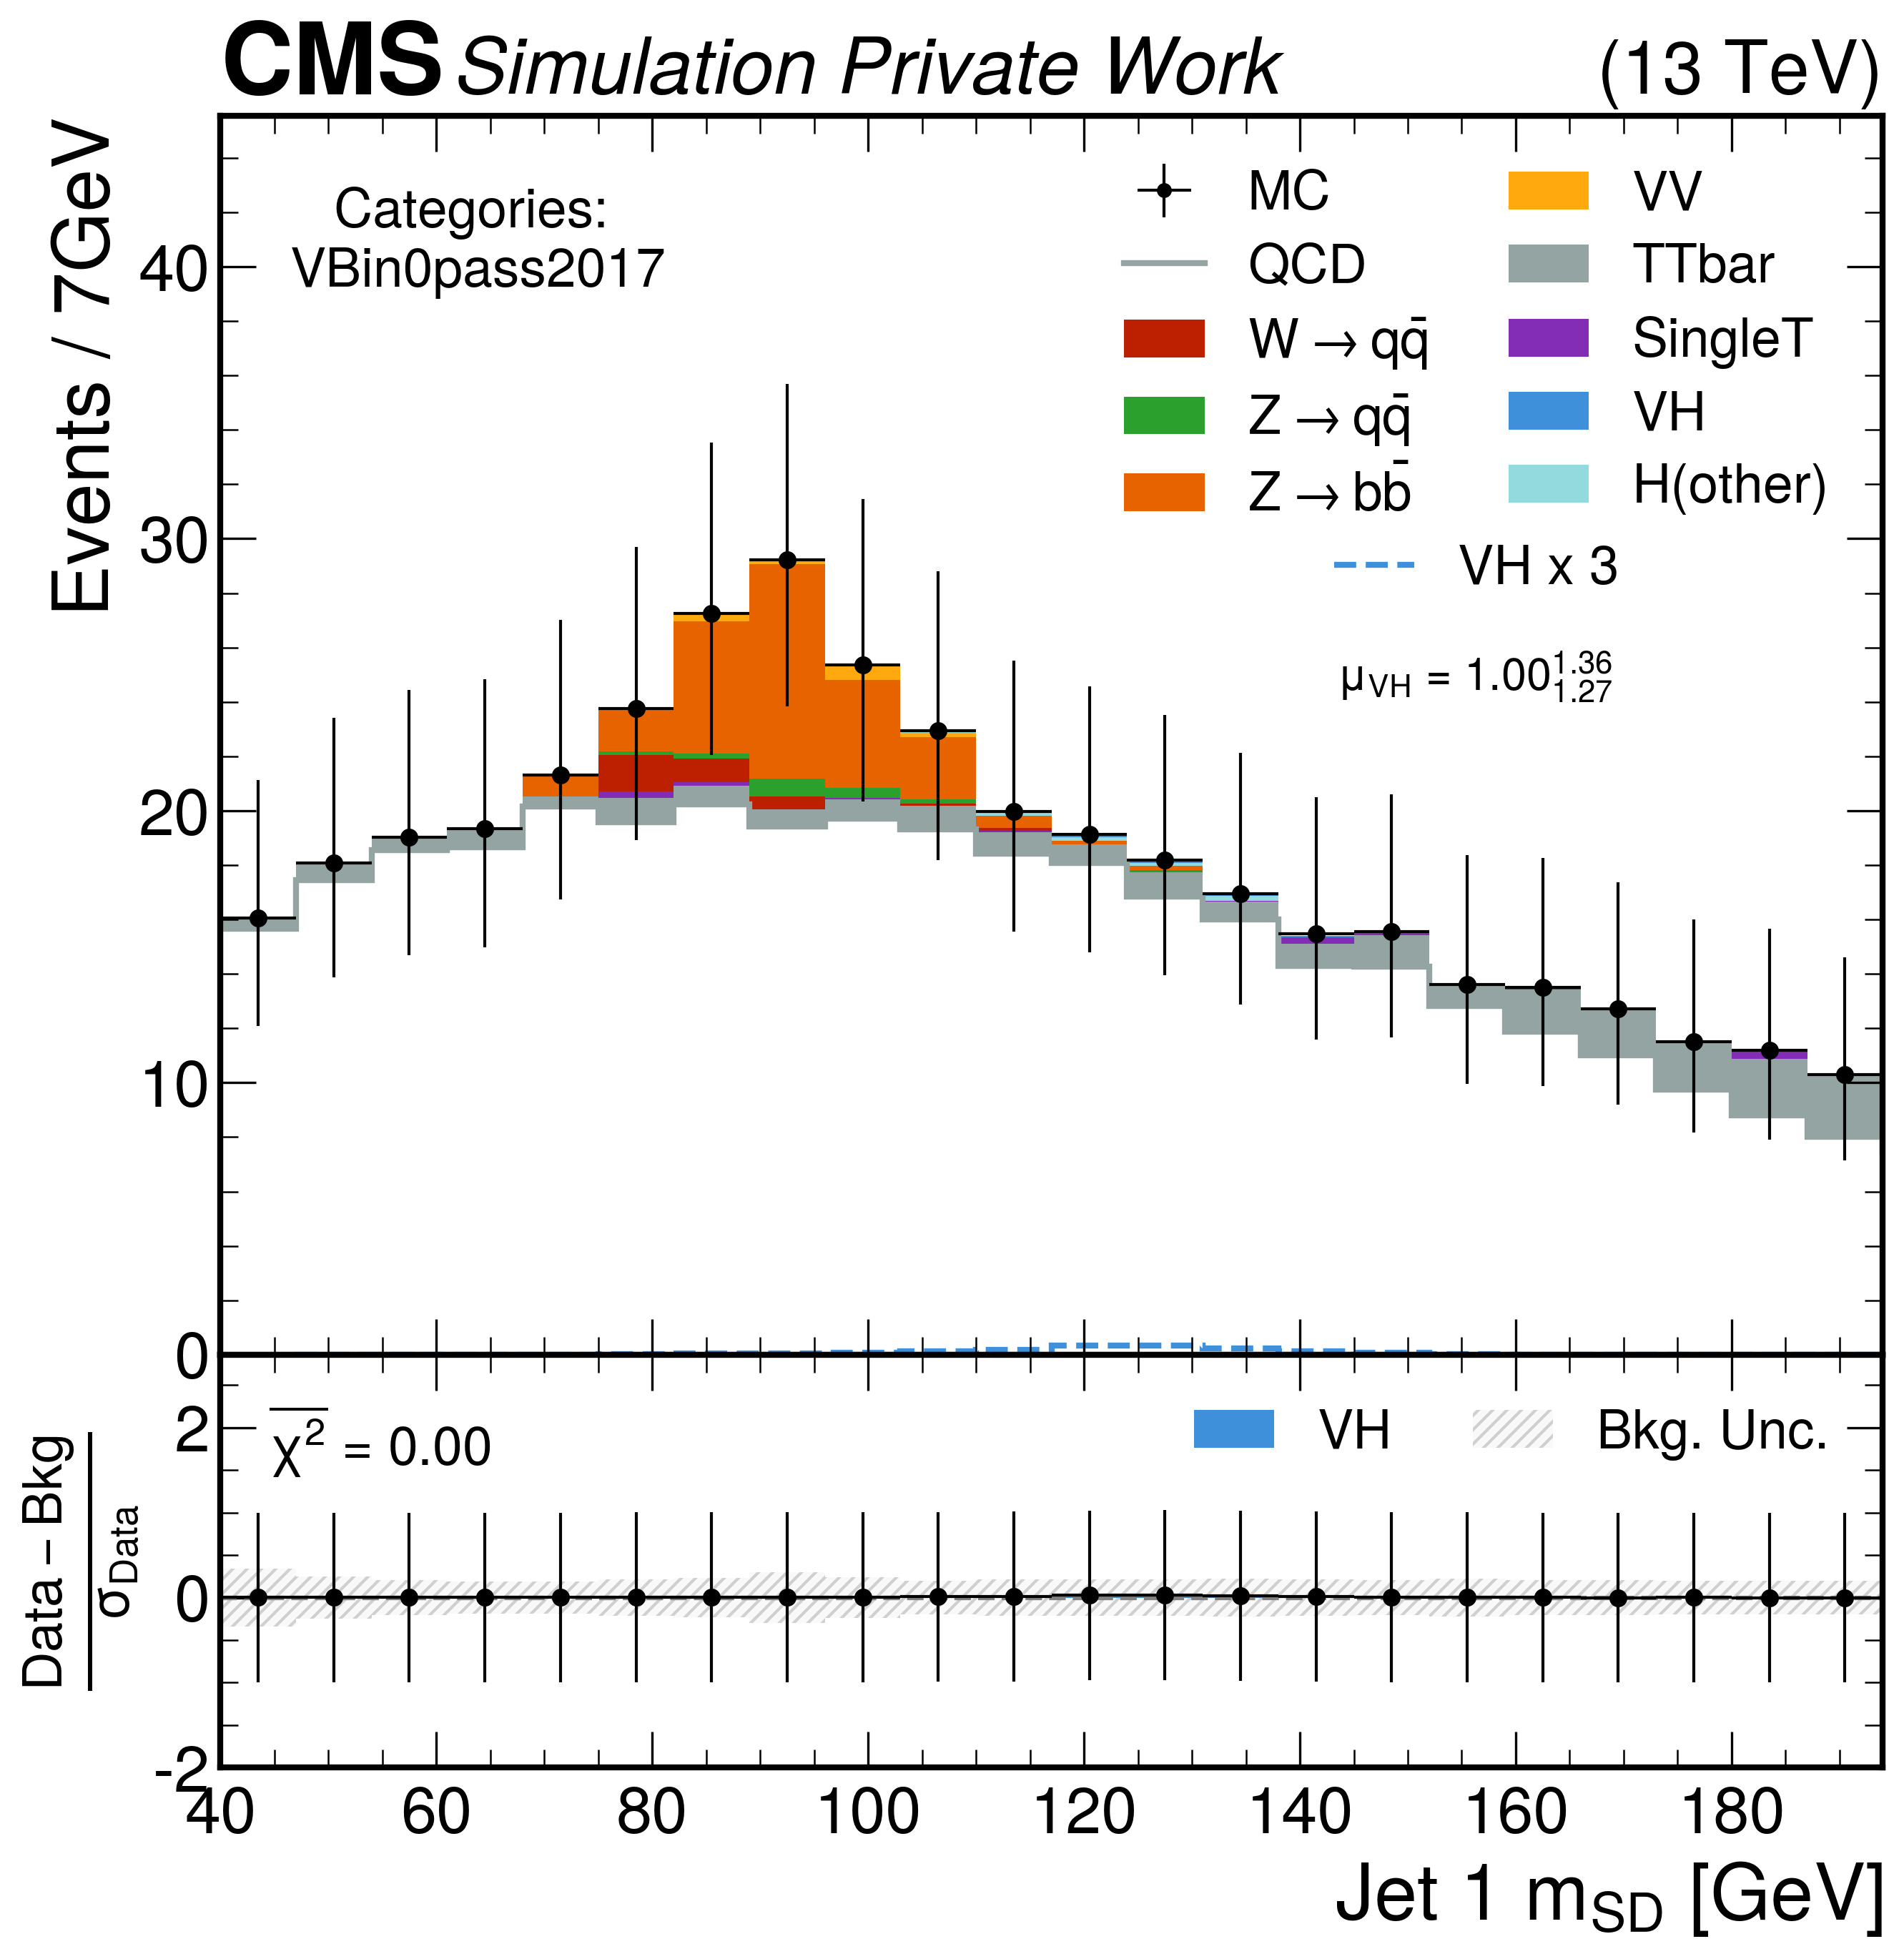 CMS Simulation Private Work (13 TeV)
Events / 7GeV
Categories:
VBin0pass2017
MC
QCD
W → qq̄
Z → qq̄
Z → bb̄
VV
TTbar
SingleT
VH
H(other)
VH x 3
μ_VH = 1.00^1.36_1.27
40
30
20
10
0
Data – Bkg
σ_Data
χ² = 0.00
VH
Bkg. Unc.
2
0
-2
40 60 80 100 120 140 160 180
Jet 1 m_SD [GeV]